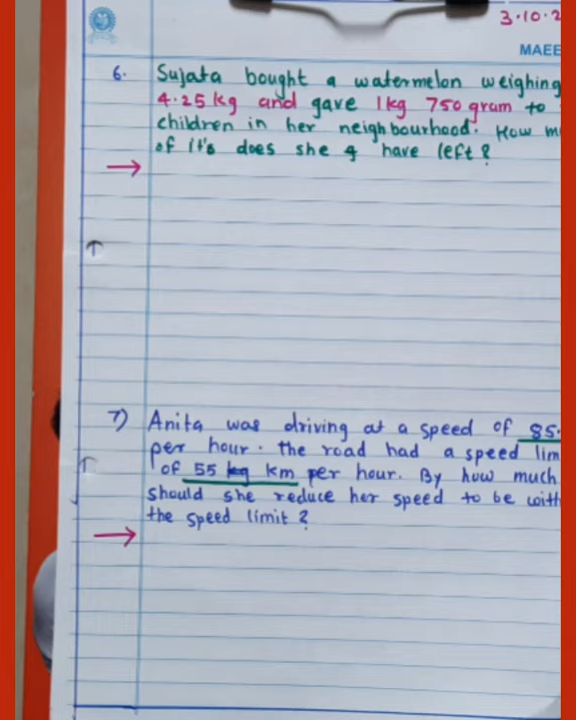 3.10.2
MAEE
6. Sujata bought a watermelon weighing
4.25 kg and gave 1 kg 750 gram to
children in her neighbourhood. How m
of it's does she 4 have left?
7) Anita was driving at a speed of 85.
per hour. the road had a speed lim
of 55 kg km per hour. By how much
should she reduce her speed to be with
the speed limit?